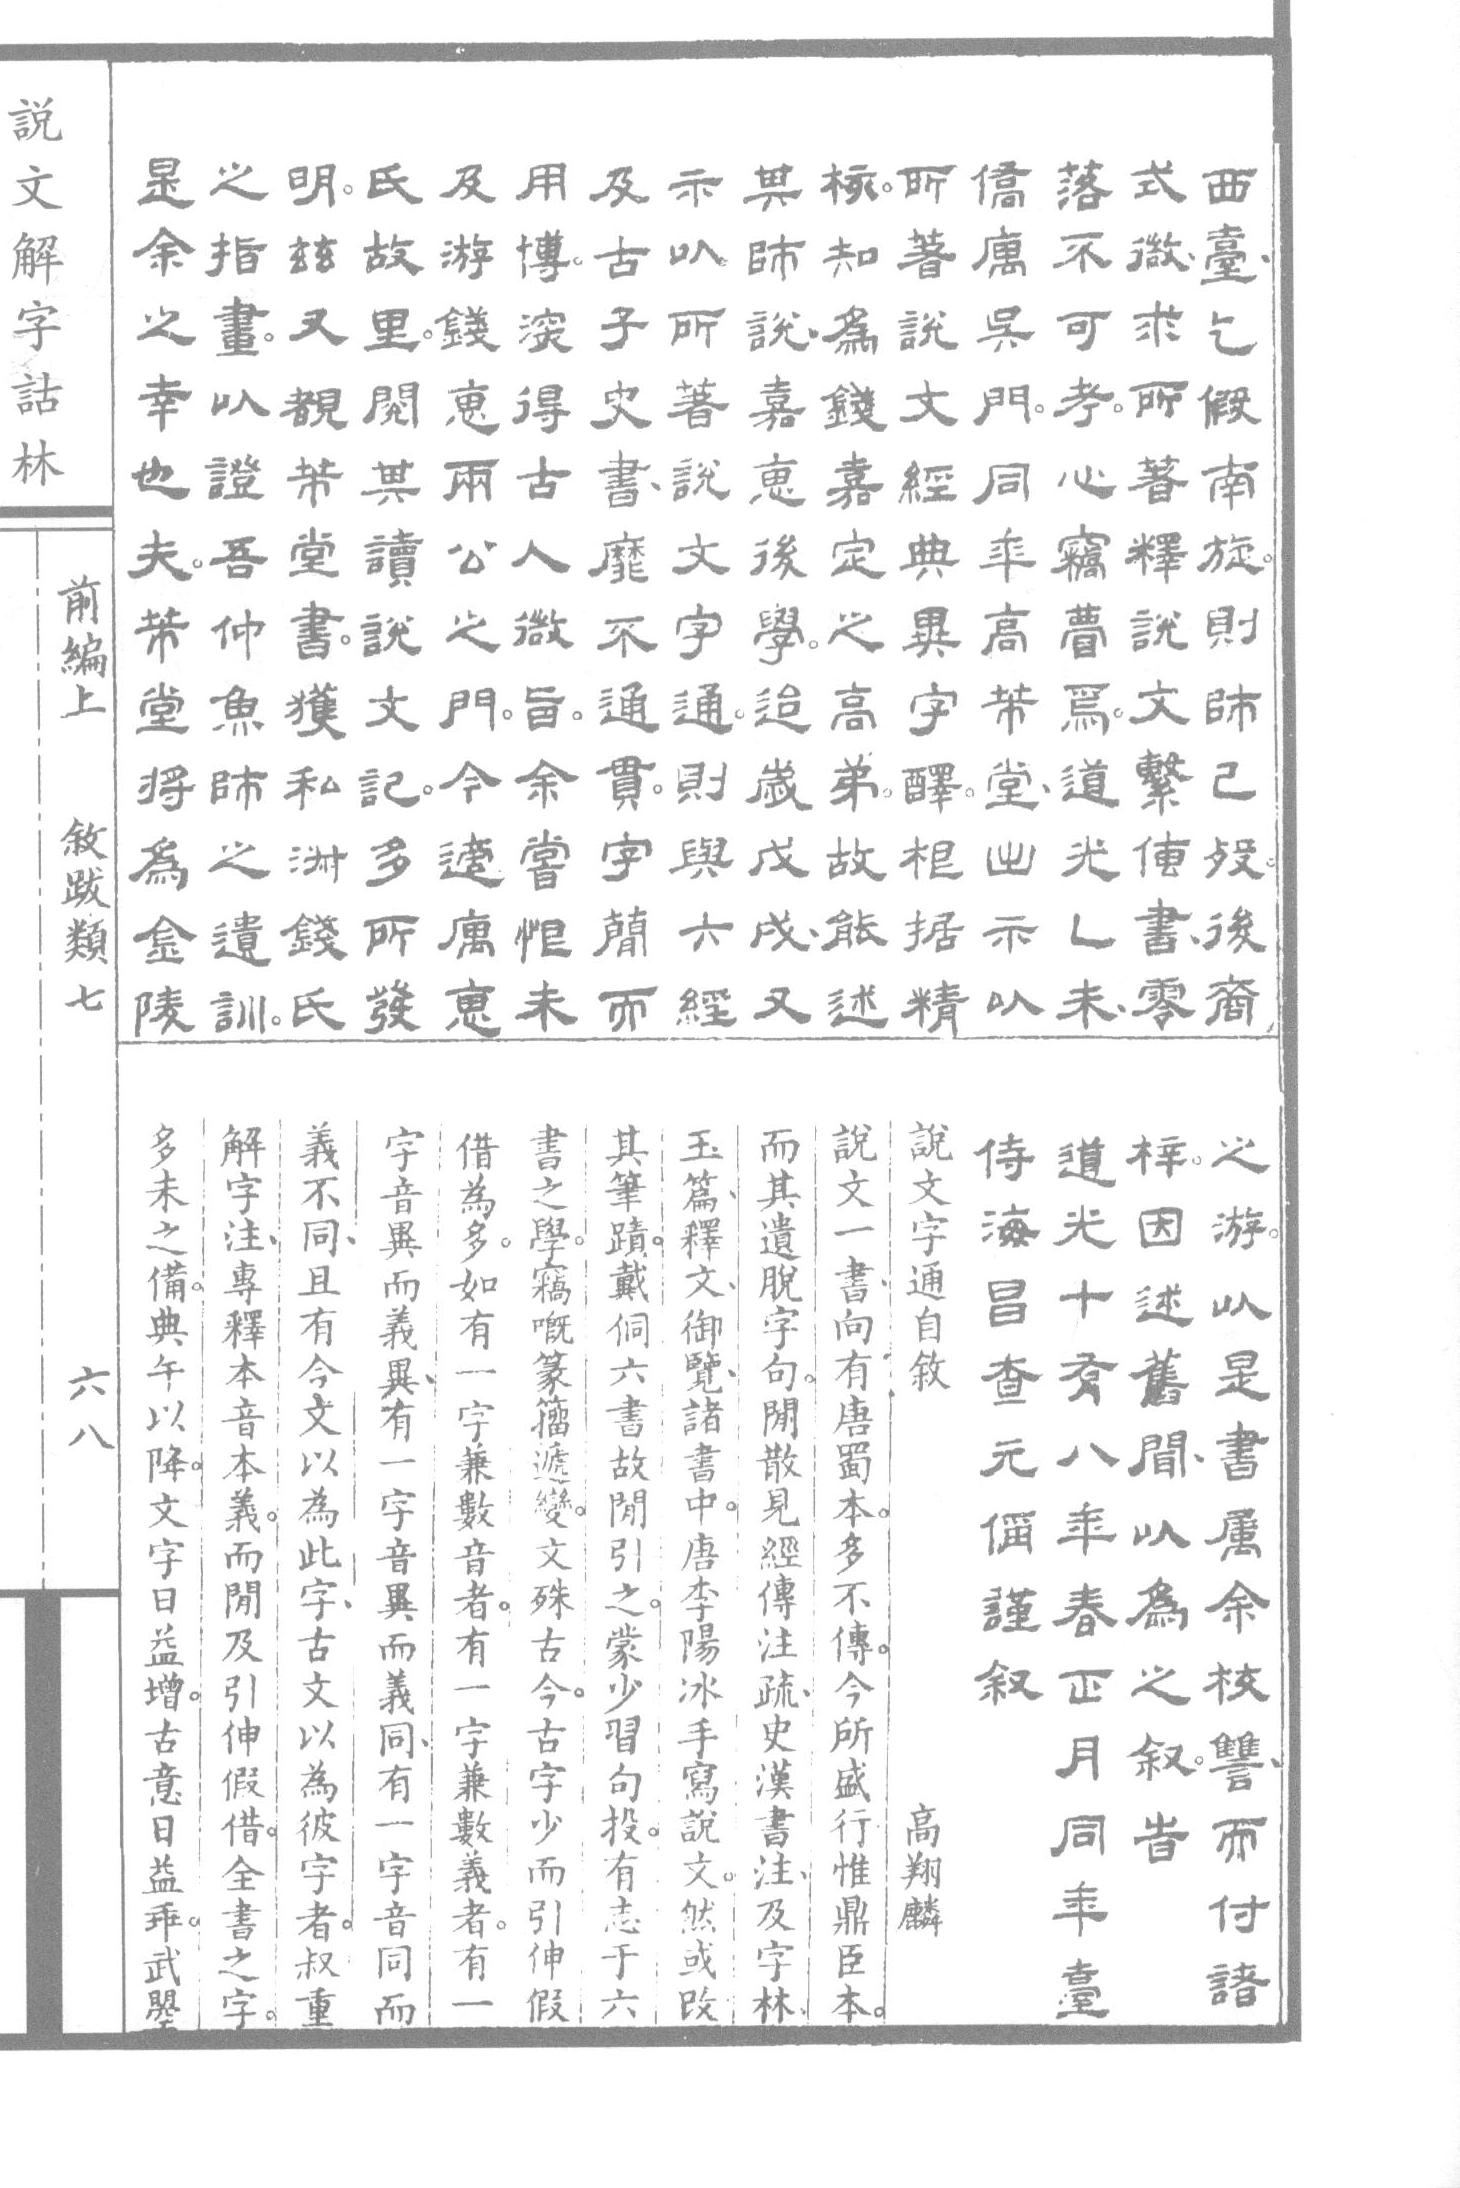 西臺、乞假南旋。則師已歿。後裔
式微、求所著釋說文繫傳書、零
落不可考。心竊瞢焉。道光乙未、
僑寓吳門。同年高芾堂、出示以
所著說文經典異字釋。根据精
核。知為錢嘉定之高弟。故能述
其師說、嘉惠後學。迨歲戊戌、又
示以所著說文字通。則與六經
及古子史書、靡不通貫。字簡而
用博。深得古人微旨。余嘗恨未
及游錢惠兩公之門。今適寓惠
氏故里。閱其讀說文記。多所發
明。兹又覩芾堂書。獲私淑錢氏
之指畫。以證吾仲魚師之遺訓。
是余之幸也夫。芾堂將為金陵
之游。以是書屬余校讐、而付諸
梓。因述舊聞、以為之叙。旹
道光十有八年春正月同年臺
侍海昌查元偁謹叙
說文字通自敘　高翔麟
說文一書、向有唐蜀本。多不傳。今所盛行惟鼎臣本。
而其遺脫字句。閒散見經傳注疏、史漢書注、及字林、
玉篇、釋文、御覽、諸書中。唐李陽冰手寫說文。然或改
其筆蹟。戴侗六書故閒引之。蒙少習句投。有志于六
書之學。竊嘅篆籒遞變。文殊古今。古字少而引伸假
借為多。如有一字兼數音者。有一字兼數義者。有一
字音異而義異、有一字音異而義同、有一字音同而
義不同、且有今文以為此字、古文以為彼字者。叔重
解字注、專釋本音本義。而閒及引伸假借。全書之字。
多未之備。典午以降。文字日益增。古意日益乖。武曌
說文解字詁林
前編上　敘跋類七
六八